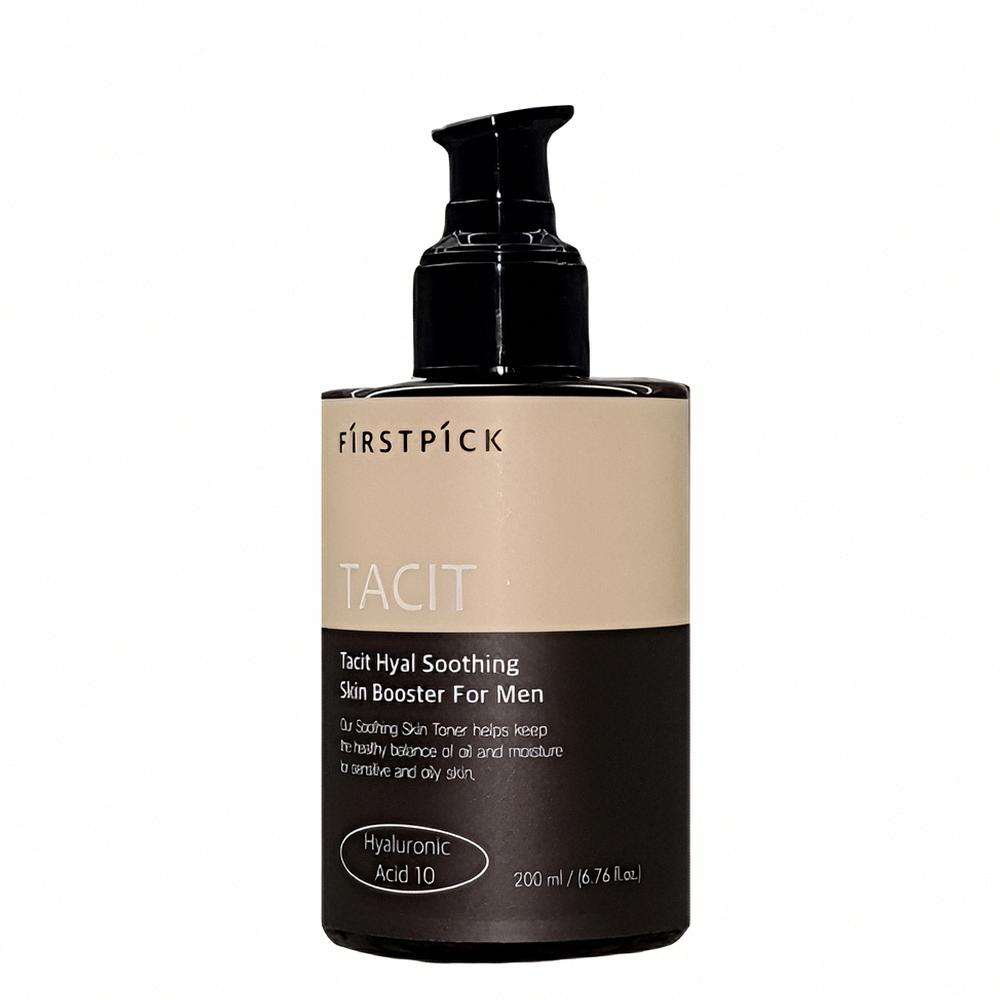 FÍRSTPÍCK
TACIT
Tacit Hyal Soothing
Skin Booster For Men
Our Soothing Skin Toner helps keep
the healthy balance of oil and moisture
for sensitive and oily skin.
Hyaluronic
Acid 10
200 ml / (6.76 fl.oz.)